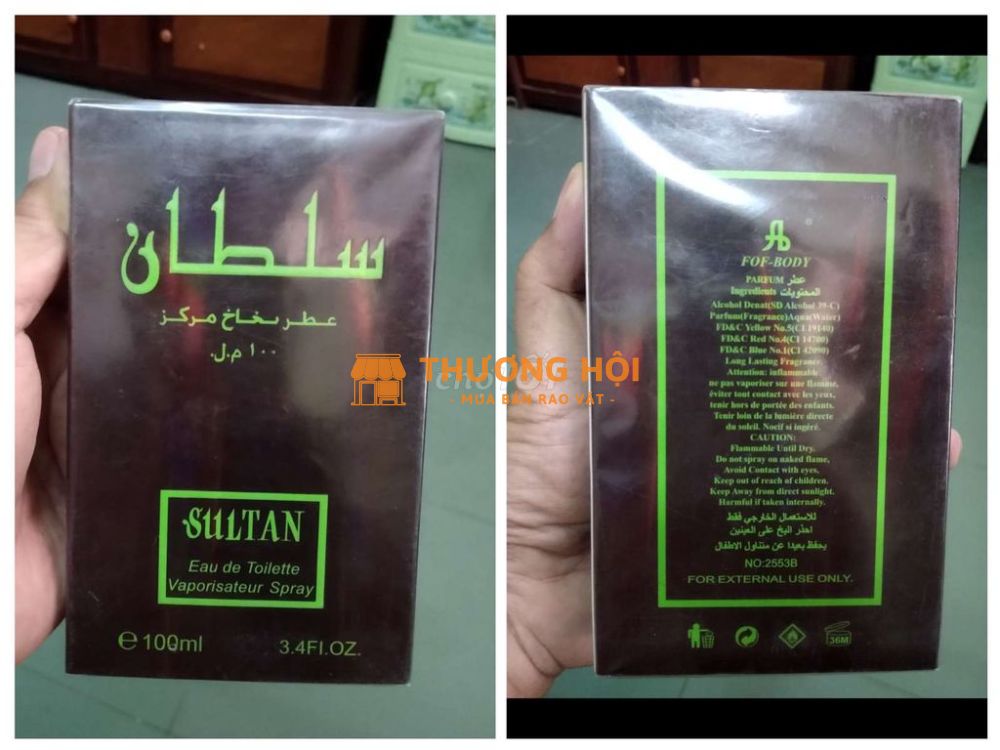 سلطان
عطر بخاخ مركز
١٠٠ م.ل.
SULTAN
Eau de Toilette
Vaporisateur Spray
e 100ml 3.4Fl.OZ.
THƯƠNG HỘI
- MUA BÁN RAO VẶT -
FOF-BODY
PARFUM عطر
Ingredients المحتويات
Alcohol Denat(SD Alcohol 39-C)
Parfum(Fragrance)Aqua(Water)
FD&C Yellow No.5(CI 19140)
FD&C Red No.4(CI 14700)
FD&C Blue No.1(CI 42090)
Long Lasting Fragrance
Attention: inflammable
ne pas vaporiser sur une flamme,
éviter tout contact avec les yeux,
tenir hors de portée des enfants.
Tenir loin de la lumière directe
du soleil. Nocif si ingéré.
CAUTION:
Flammable Until Dry.
Do not spray on naked flame,
Avoid Contact with eyes,
Keep out of reach of children.
Keep Away from direct sunlight.
Harmful if taken internally.
للاستعمال الخارجي فقط
احذر البخ على العينين
يحفظ بعيدا عن متناول الاطفال
NO:2553B
FOR EXTERNAL USE ONLY.
36M